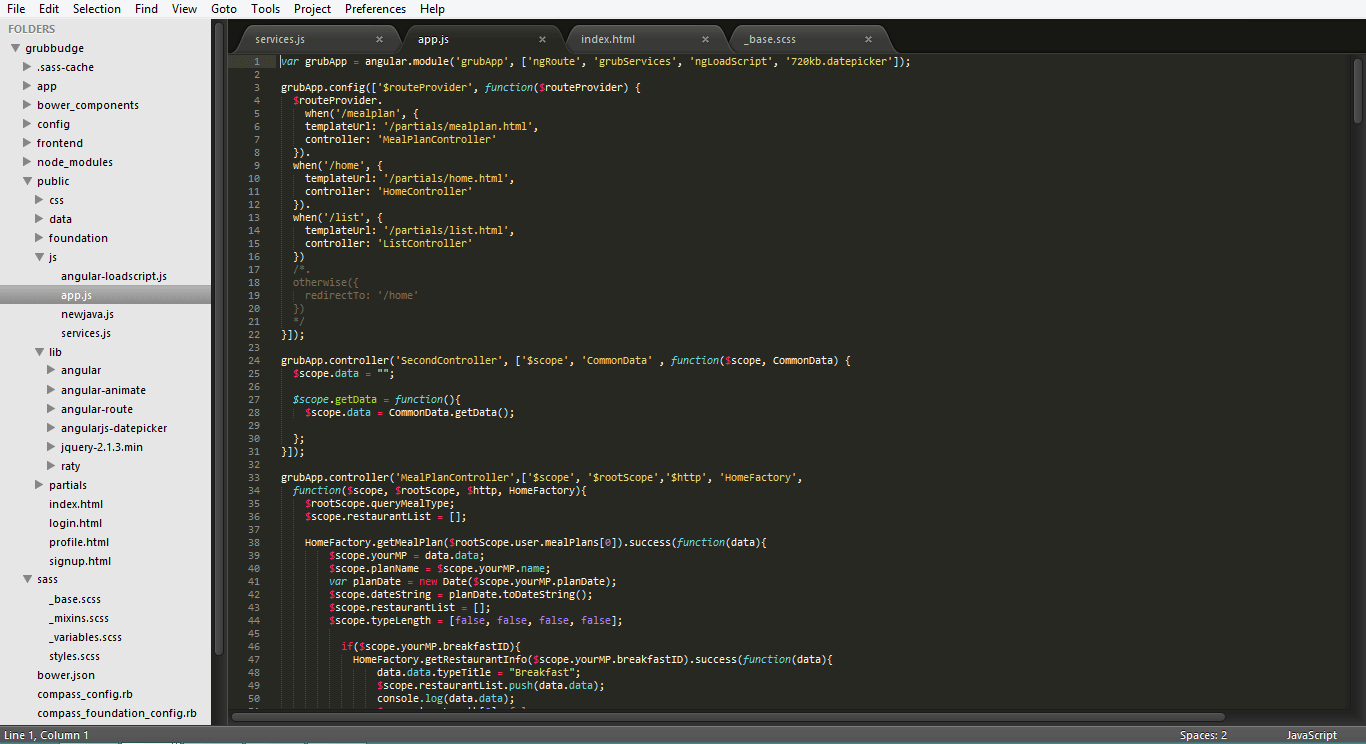 File Edit Selection Find View Goto Tools Project Preferences Help
FOLDERS
grubbudge
.sass-cache
app
bower_components
config
frontend
node_modules
public
css
data
foundation
js
angular-loadscript.js
app.js
newjava.js
services.js
lib
angular
angular-animate
angular-route
angularjs-datepicker
jquery-2.1.3.min
raty
partials
index.html
login.html
profile.html
signup.html
sass
_base.scss
_mixins.scss
_variables.scss
styles.scss
bower.json
compass_config.rb
compass_foundation_config.rb
services.js × app.js × index.html × _base.scss ×
1 var grubApp = angular.module('grubApp', ['ngRoute', 'grubServices', 'ngLoadScript', '720kb.datepicker']);
2
3 grubApp.config(['$routeProvider', function($routeProvider) {
4 $routeProvider.
5 when('/mealplan', {
6 templateUrl: '/partials/mealplan.html',
7 controller: 'MealPlanController'
8 }).
9 when('/home', {
10 templateUrl: '/partials/home.html',
11 controller: 'HomeController'
12 }).
13 when('/list', {
14 templateUrl: '/partials/list.html',
15 controller: 'ListController'
16 })
17 /*.
18 otherwise({
19 redirectTo: '/home'
20 })
21 */
22 }]);
23
24 grubApp.controller('SecondController', ['$scope', 'CommonData' , function($scope, CommonData) {
25 $scope.data = "";
26
27 $scope.getData = function(){
28 $scope.data = CommonData.getData();
29
30 };
31 }]);
32
33 grubApp.controller('MealPlanController',['$scope', '$rootScope','$http', 'HomeFactory',
34 function($scope, $rootScope, $http, HomeFactory){
35 $rootScope.queryMealType;
36 $scope.restaurantList = [];
37
38 HomeFactory.getMealPlan($rootScope.user.mealPlans[0]).success(function(data){
39 $scope.yourMP = data.data;
40 $scope.planName = $scope.yourMP.name;
41 var planDate = new Date($scope.yourMP.planDate);
42 $scope.dateString = planDate.toDateString();
43 $scope.restaurantList = [];
44 $scope.typeLength = [false, false, false, false];
45
46 if($scope.yourMP.breakfastID){
47 HomeFactory.getRestaurantInfo($scope.yourMP.breakfastID).success(function(data){
48 data.data.typeTitle = "Breakfast";
49 $scope.restaurantList.push(data.data);
50 console.log(data.data);
Line 1, Column 1 Spaces: 2 JavaScript